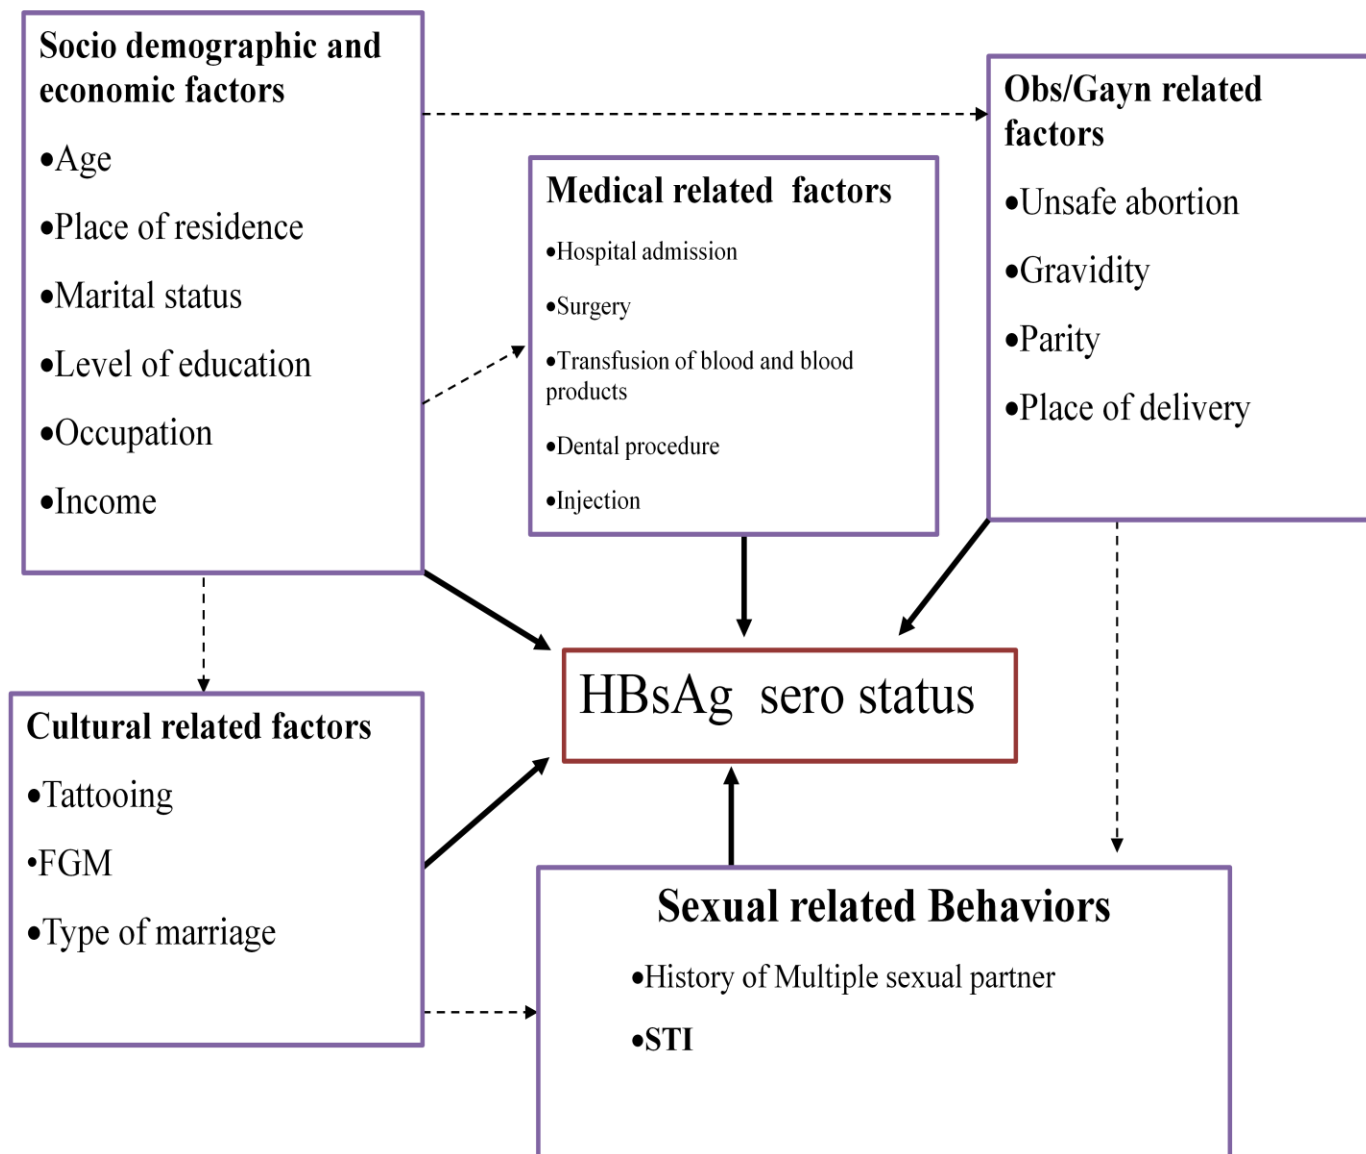 Socio demographic and
economic factors
•Age
•Place of residence
•Marital status
•Level of education
•Occupation
•Income
Medical related factors
•Hospital admission
•Surgery
•Transfusion of blood and blood
products
•Dental procedure
•Injection
Obs/Gayn related
factors
•Unsafe abortion
•Gravidity
•Parity
•Place of delivery
HBsAg sero status
Cultural related factors
•Tattooing
•FGM
•Type of marriage
Sexual related Behaviors
•History of Multiple sexual partner
•STI